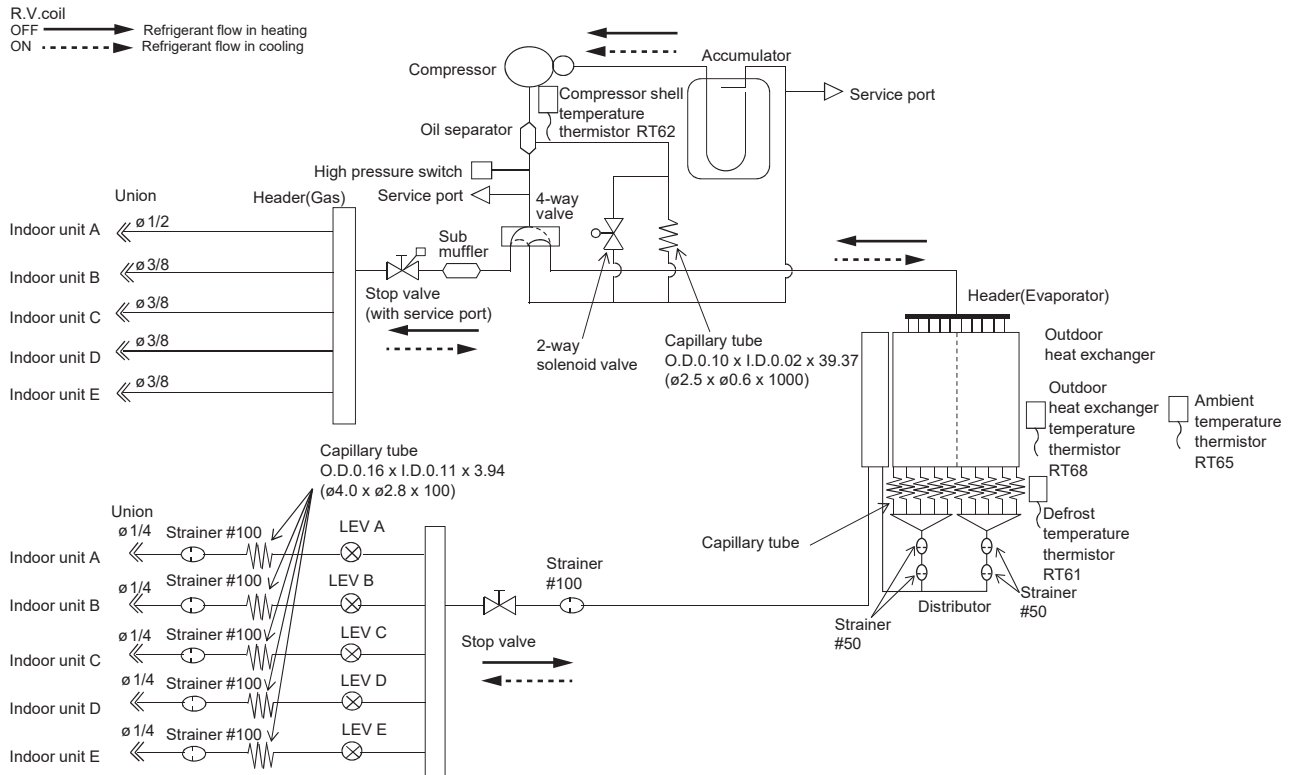 R.V.coil
OFF Refrigerant flow in heating
ON Refrigerant flow in cooling
Compressor
Accumulator
Service port
Compressor shell
temperature
thermistor RT62
Oil separator
High pressure switch
Service port
4-way
valve
Union
Header(Gas)
Indoor unit A ø 1/2
Indoor unit B ø 3/8
Indoor unit C ø 3/8
Indoor unit D ø 3/8
Indoor unit E ø 3/8
Sub
muffler
Stop valve
(with service port)
2-way
solenoid valve
Capillary tube
O.D.0.10 x I.D.0.02 x 39.37
(ø2.5 x ø0.6 x 1000)
Header(Evaporator)
Outdoor
heat exchanger
Outdoor
heat exchanger
temperature
thermistor
RT68
Ambient
temperature
thermistor
RT65
Defrost
temperature
thermistor
RT61
Capillary tube
Distributor
Strainer
#50
Strainer
#50
Capillary tube
O.D.0.16 x I.D.0.11 x 3.94
(ø4.0 x ø2.8 x 100)
Union
Indoor unit A ø 1/4 Strainer #100 LEV A
Indoor unit B ø 1/4 Strainer #100 LEV B
Indoor unit C ø 1/4 Strainer #100 LEV C
Indoor unit D ø 1/4 Strainer #100 LEV D
Indoor unit E ø 1/4 Strainer #100 LEV E
Strainer
#100
Stop valve